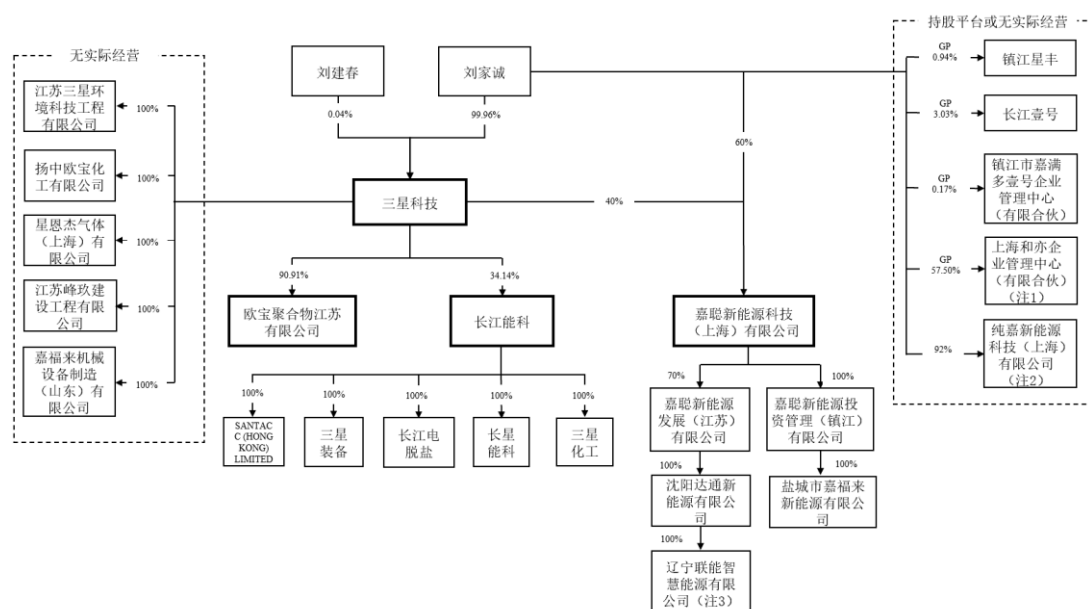 无实际经营
江苏三星环
境科技工程
有限公司
100%
扬中欧宝化
工有限公司
100%
星恩杰气体
（上海）有
限公司
100%
江苏峰玖建
设工程有限
公司
100%
嘉福来机械
设备制造
（山东）有
限公司
100%
刘建春
刘家诚
0.04%
99.96%
三星科技
40%
60%
90.91%
34.14%
欧宝聚合物江苏
有限公司
长江能科
嘉聪新能源科技
（上海）有限公司
100%
100%
100%
100%
100%
SANTAC
C (HONG
KONG)
LIMITED
三星
装备
长江电
脱盐
长星
能科
三星
化工
70%
100%
嘉聪新能源
发展（江苏）
有限公司
嘉聪新能源投
资管理（镇江）
有限公司
100%
100%
沈阳达通新
能源有限公
司
盐城市嘉福来
新能源有限公
司
100%
辽宁联能智
慧能源有限
公司（注3）
持股平台或无实际经营
GP
0.94%
镇江星丰
GP
3.03%
长江壹号
GP
0.17%
镇江市嘉满
多壹号企业
管理中心
（有限合伙）
GP
57.50%
上海和亦企
业管理中心
（有限合伙）
（注1）
92%
纯嘉新能源
科技（上海）
有限公司
（注2）